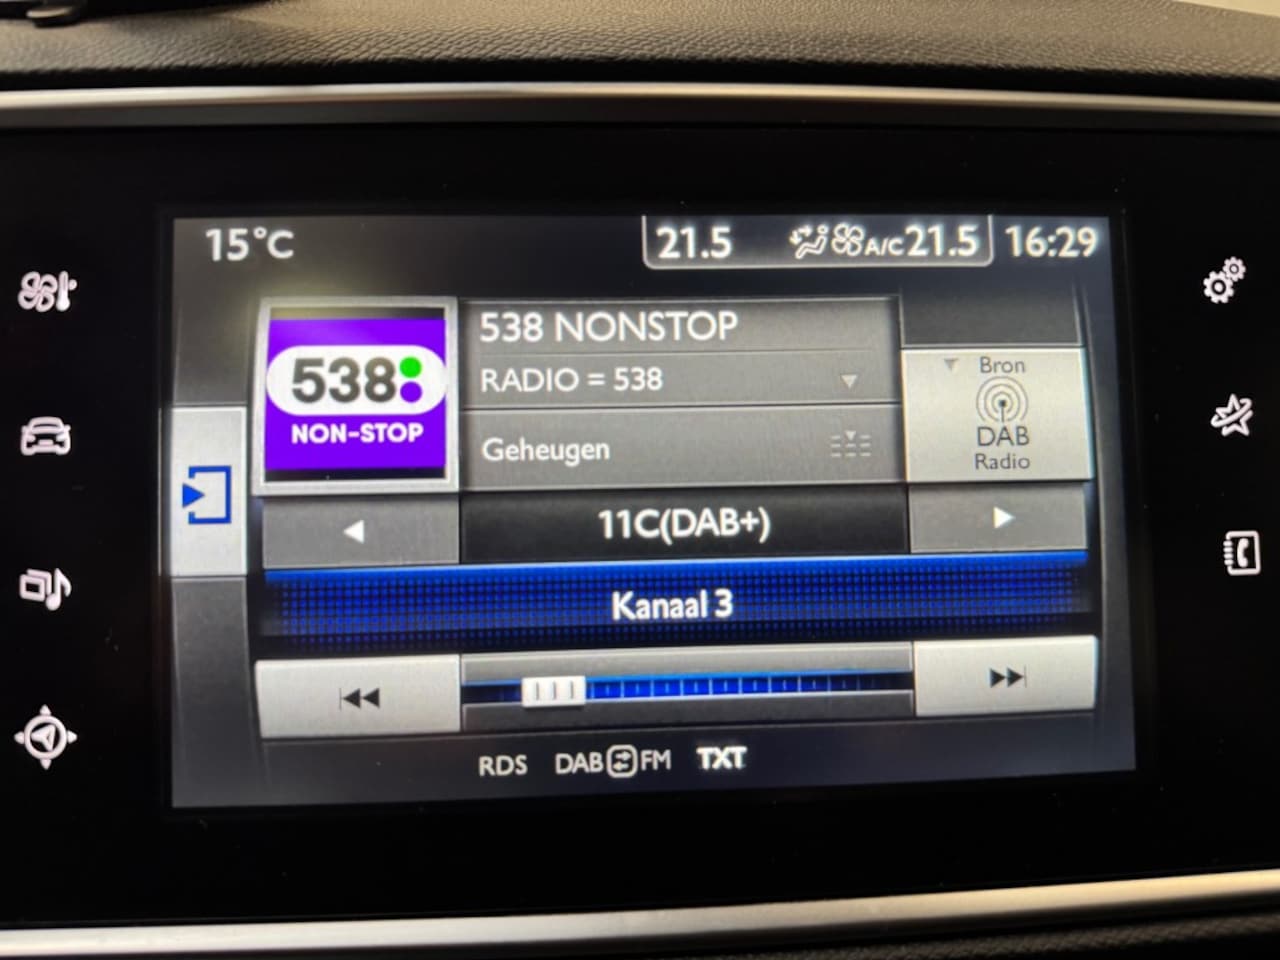 15°C
21.5
A/C
21.5
16:29
538
NON-STOP
538 NONSTOP
RADIO = 538
Geheugen
Bron
DAB
Radio
11C(DAB+)
Kanaal 3
RDS
DAB FM
TXT